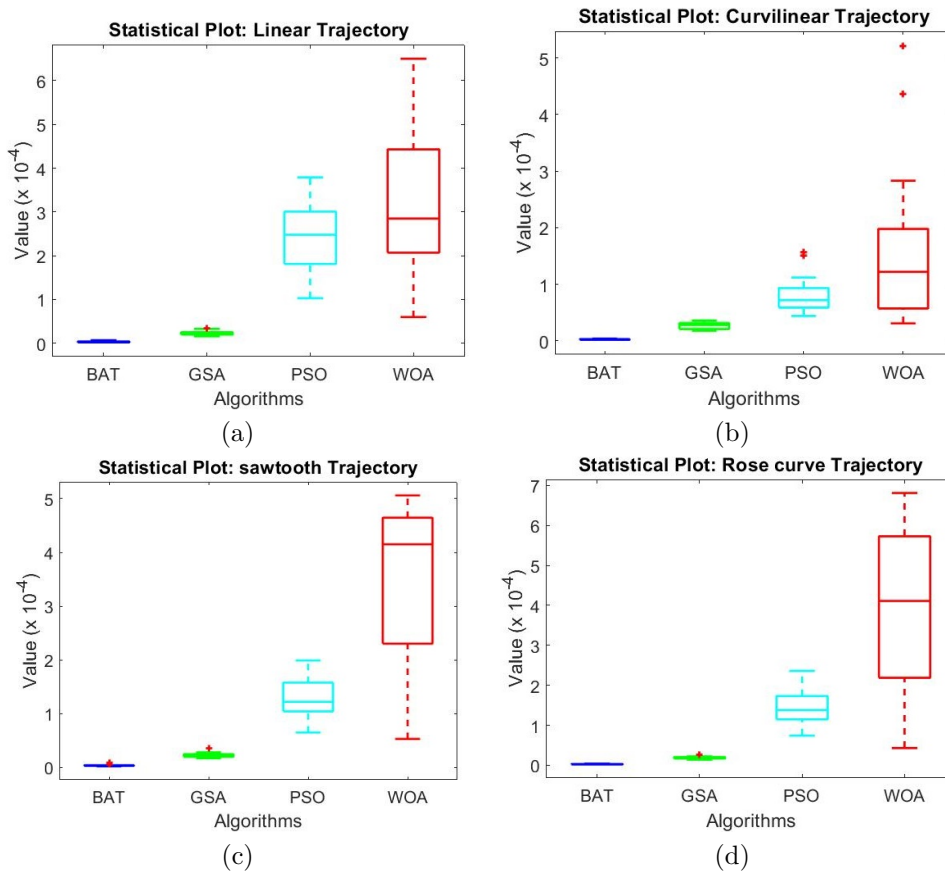 Statistical Plot: Linear Trajectory
Value (x 10^-4)
6
5
4
3
2
1
0
BAT GSA PSO WOA
Algorithms
(a)
Statistical Plot: Curvilinear Trajectory
Value (x 10^-4)
5
4
3
2
1
0
BAT GSA PSO WOA
Algorithms
(b)
Statistical Plot: sawtooth Trajectory
Value (x 10^-4)
5
4
3
2
1
0
BAT GSA PSO WOA
Algorithms
(c)
Statistical Plot: Rose curve Trajectory
Value (x 10^-4)
7
6
5
4
3
2
1
0
BAT GSA PSO WOA
Algorithms
(d)